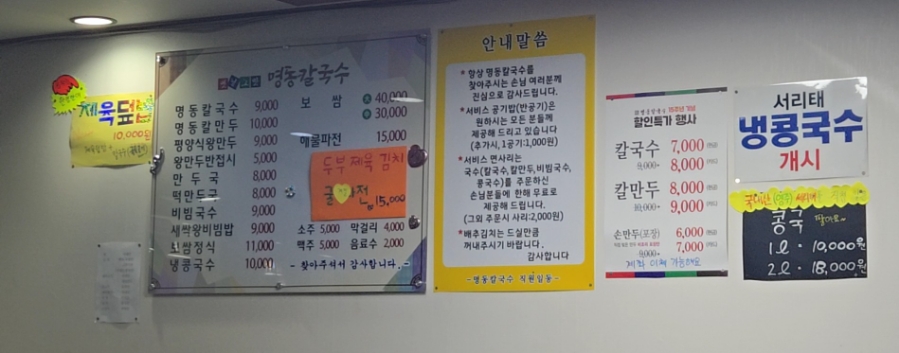 제육덮밥
10,000원
명동칼국수
명동칼국수 9,000
명동칼만두 10,000
평양식왕만두 9,000
왕만두반접시 5,000
만두국 8,000
떡만두국 8,000
비빔국수 9,000
새싹왕비빔밥 9,000
보쌈정식 11,000
냉콩국수 10,000
보쌈 大 40,000
中 30,000
해물파전 15,000
두부 제육 김치
15,000
소주 5,000 막걸리 4,000
맥주 5,000 음료수 2,000
- 찾아주셔서 감사합니다. -
안내말씀
* 항상 명동칼국수를
찾아주시는 손님 여러분께
진심으로 감사드립니다.
* 서비스 공기밥(반공기)은
원하시는 모든 분들께
제공해 드리고 있습니다
(추가시, 1공기:1,000원)
* 서비스 면사리는
국수(칼국수,칼만두,비빔국수,
콩국수)를 주문하신
손님분들에 한해 무료로
제공해 드립니다.
(그외 주문시 사리:2,000원)
* 배추김치는 드실만큼
꺼내주시기 바랍니다.
감사합니다
~명동칼국수 직원일동~
할인특가 행사
칼국수 7,000
9,000 → 8,000
칼만두 8,000
10,000 → 9,000
손만두(포장) 6,000
9,000 → 7,000
서리태
냉콩국수
개시
콩국
1ℓ · 10,000원
2ℓ · 18,000원